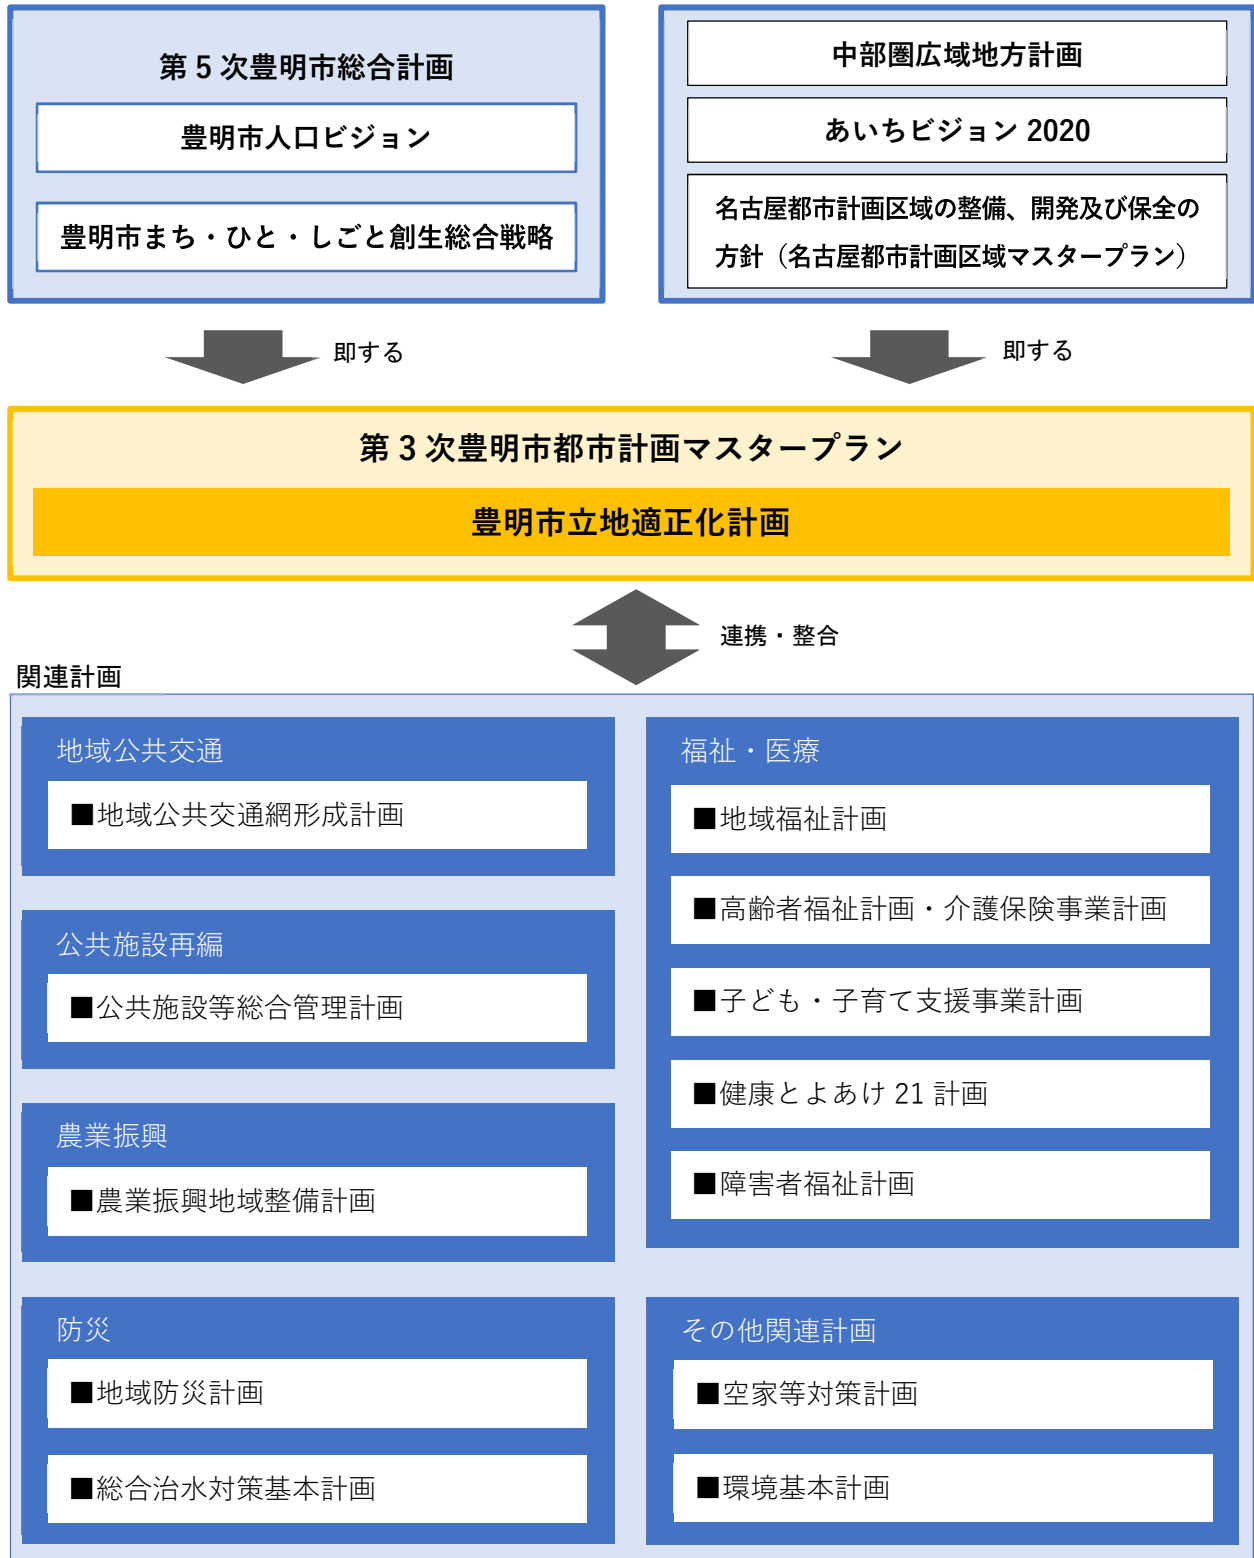 第 5 次豊明市総合計画
豊明市人口ビジョン
豊明市まち・ひと・しごと創生総合戦略
中部圏広域地方計画
あいちビジョン 2020
名古屋都市計画区域の整備、開発及び保全の
方針（名古屋都市計画区域マスタープラン）
即する
即する
第 3 次豊明市都市計画マスタープラン
豊明市立地適正化計画
連携・整合
関連計画
地域公共交通
■地域公共交通網形成計画
公共施設再編
■公共施設等総合管理計画
農業振興
■農業振興地域整備計画
防災
■地域防災計画
■総合治水対策基本計画
福祉・医療
■地域福祉計画
■高齢者福祉計画・介護保険事業計画
■子ども・子育て支援事業計画
■健康とよあけ 21 計画
■障害者福祉計画
その他関連計画
■空家等対策計画
■環境基本計画